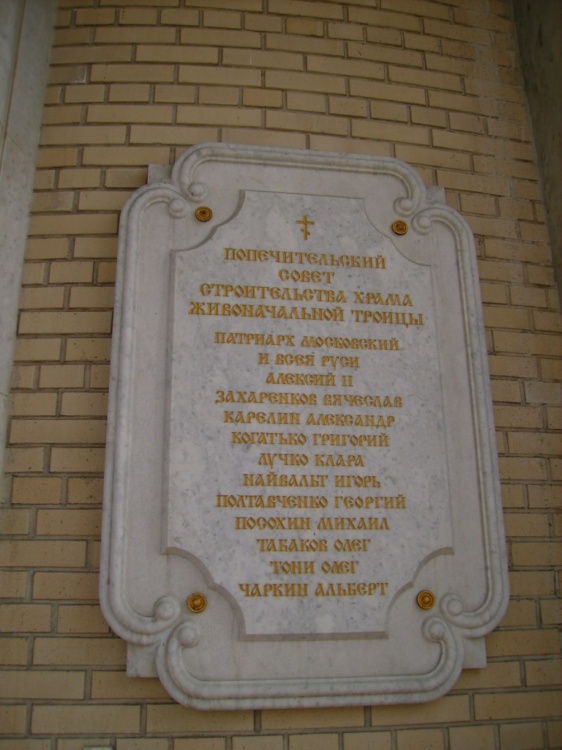 ПОПЕЧИТЕЛЬСКИЙ
СОВЕТ
СТРОИТЕЛЬСТВА ХРАМА
ЖИВОНАЧАЛЬНОЙ ТРОИЦЫ
ПАТРИАРХ МОСКОВСКИЙ
И ВСЕЯ РУСИ
АЛЕКСИЙ II
ЗАХАРЕНКОВ ВЯЧЕСЛАВ
КАРЕЛИН АЛЕКСАНДР
КОГАТЬКО ГРИГОРИЙ
ЛУЧКО КЛАРА
НАЙВАЛЬТ ИГОРЬ
ПОЛТАВЧЕНКО ГЕОРГИЙ
ПОСОХИН МИХАИЛ
ТАБАКОВ ОЛЕГ
ТОНИ ОЛЕГ
ЧАРКИН АЛЬБЕРТ